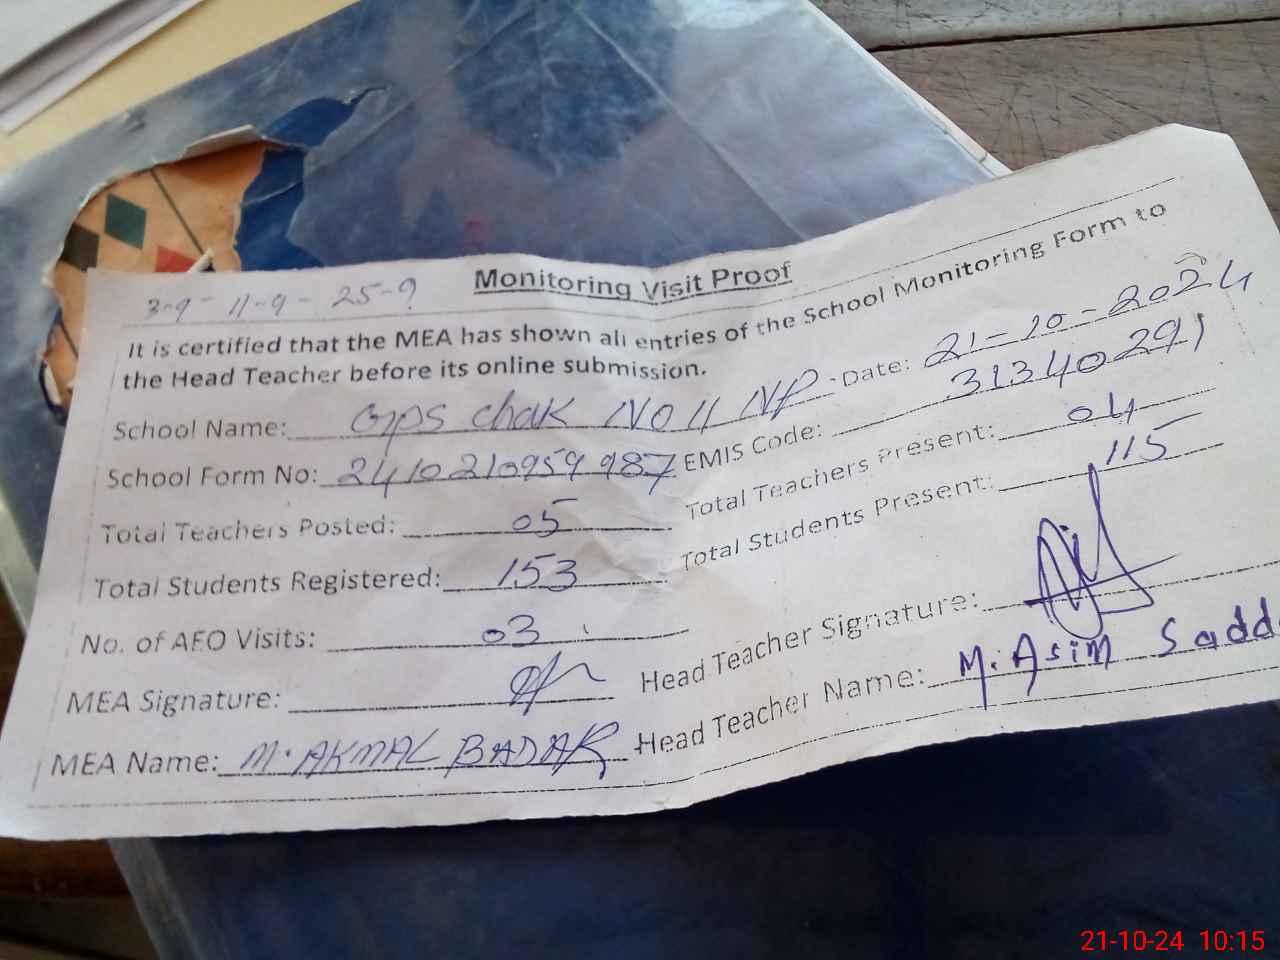 3-9 - 11-9 - 25-9
Monitoring Visit Proof
It is certified that the MEA has shown all entries of the School Monitoring Form to
the Head Teacher before its online submission.
School Name: GPS Chak NO 11 NP Date: 21-10-2024
School Form No: 2410210959987 EMIS Code: 31340291
Total Teachers Posted: 05 Total Teachers Present: 04
Total Students Registered: 153 Total Students Present: 115
No. of AEO Visits: 03
MEA Signature: Head Teacher Signature:
MEA Name: M. AKMAL BADAR Head Teacher Name: M. Asim
21-10-24 10:15